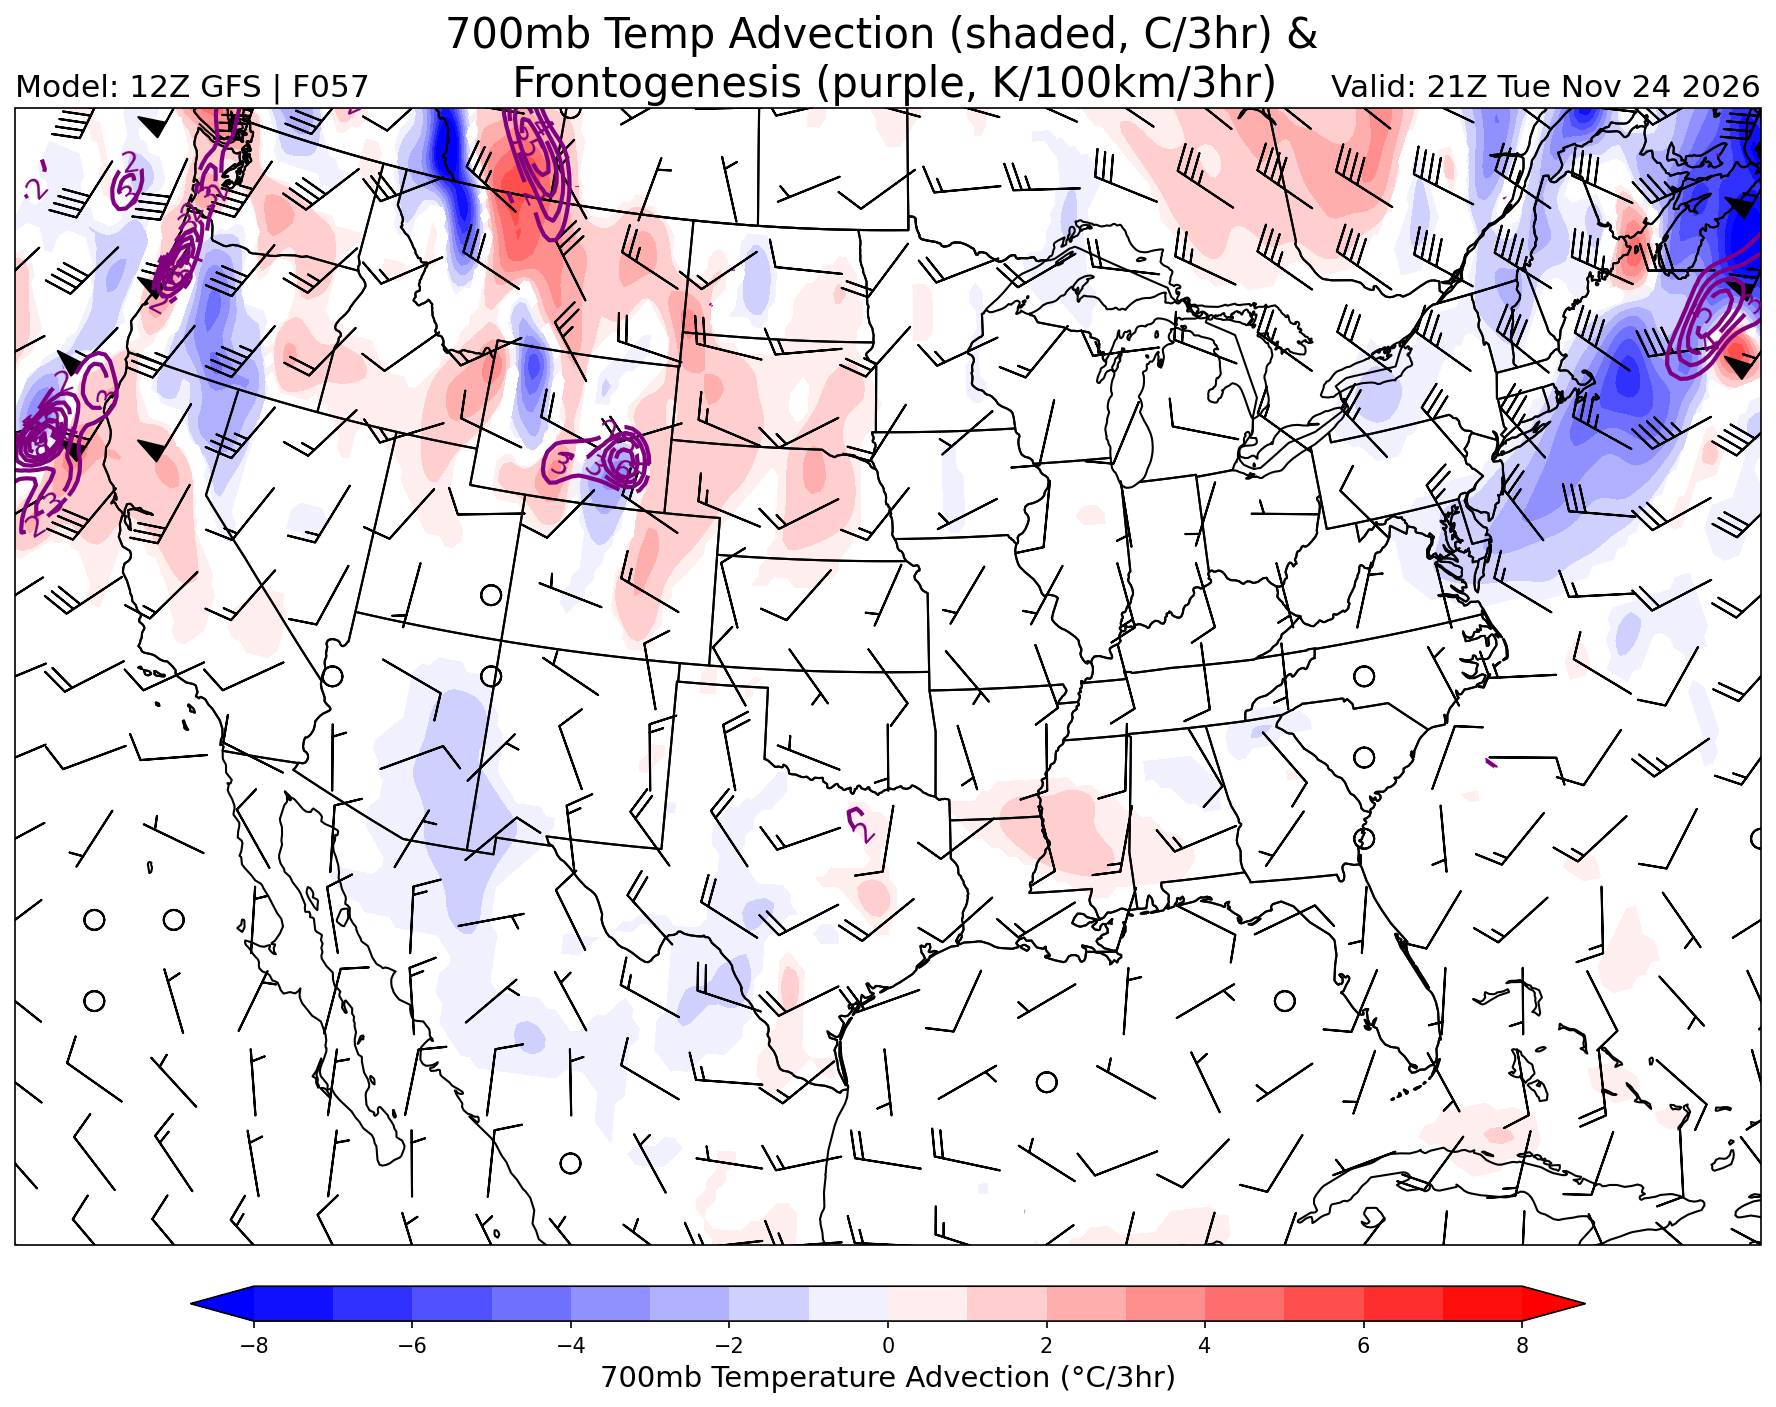 700mb Temp Advection (shaded, C/3hr) &
Frontogenesis (purple, K/100km/3hr)
Model: 12Z GFS | F057
Valid: 21Z Tue Nov 24 2026
−8 −6 −4 −2 0 2 4 6 8
700mb Temperature Advection (°C/3hr)